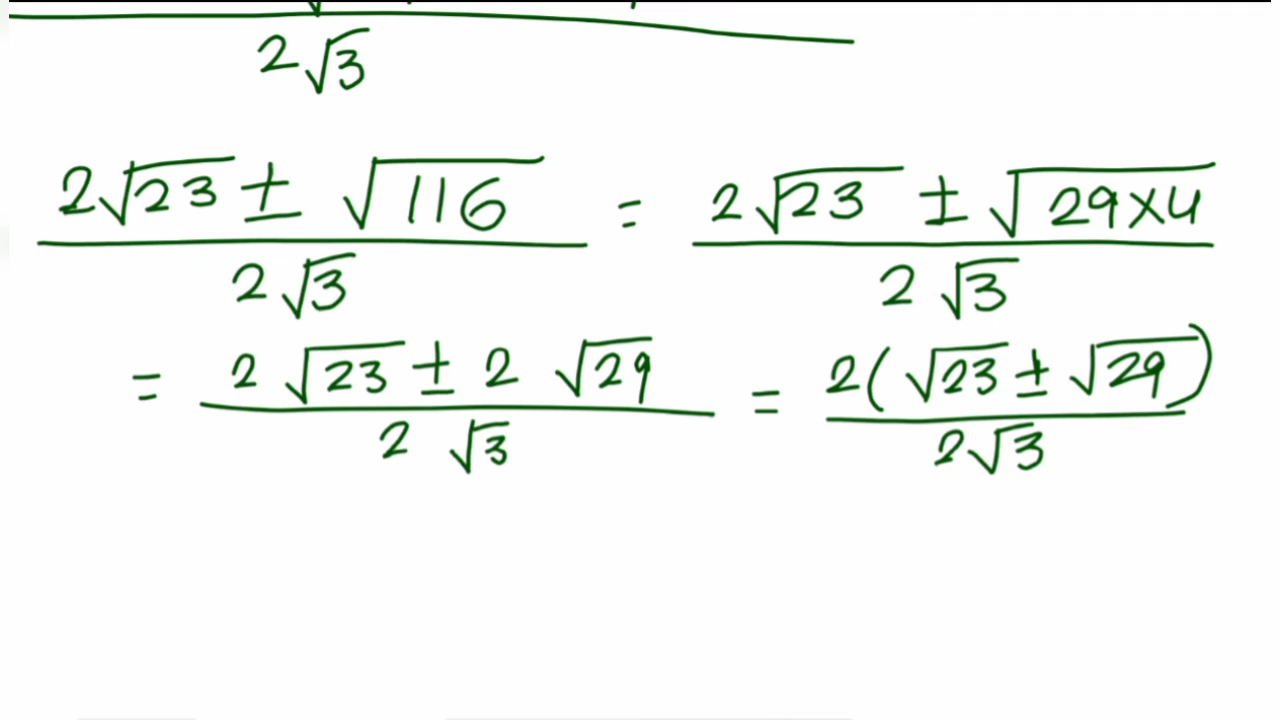 2√3
(2√23 ± √116)/(2√3) = (2√23 ± √(29×4))/(2√3)
= (2√23 ± 2√29)/(2√3) = 2(√23 ± √29)/(2√3)